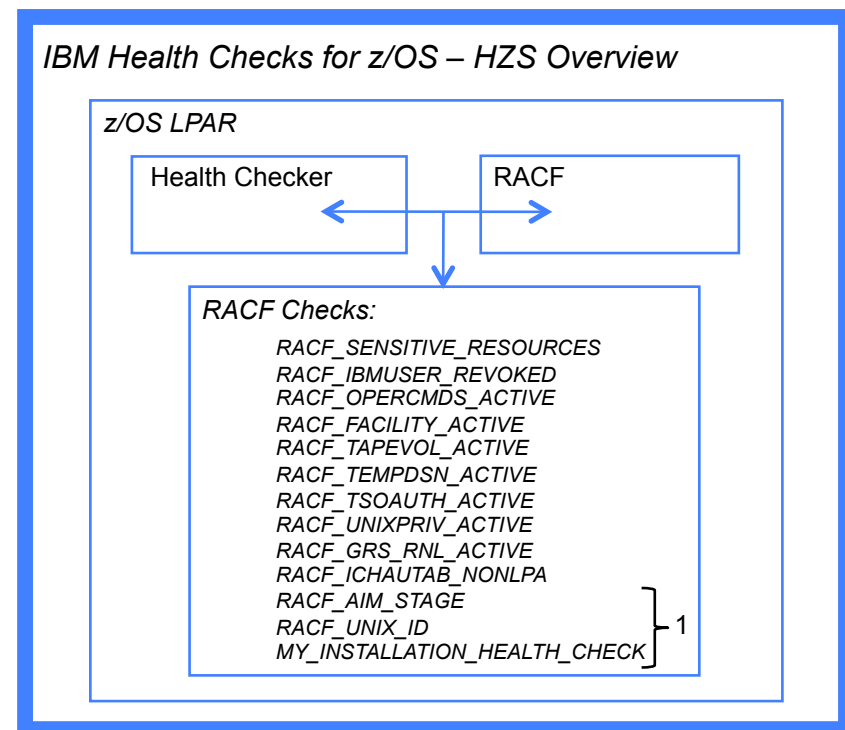 IBM Health Checks for z/OS – HZS Overview
z/OS LPAR
Health Checker
RACF
RACF Checks:
RACF_SENSITIVE_RESOURCES
RACF_IBMUSER_REVOKED
RACF_OPERCMDS_ACTIVE
RACF_FACILITY_ACTIVE
RACF_TAPEVOL_ACTIVE
RACF_TEMPDSN_ACTIVE
RACF_TSOAUTH_ACTIVE
RACF_UNIXPRIV_ACTIVE
RACF_GRS_RNL_ACTIVE
RACF_ICHAUTAB_NONLPA
RACF_AIM_STAGE
RACF_UNIX_ID
MY_INSTALLATION_HEALTH_CHECK
1